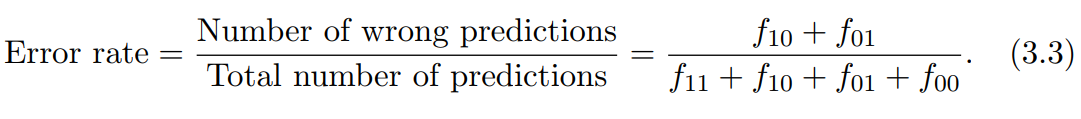 Error rate = Number of wrong predictions / Total number of predictions = f10 + f01 / f11 + f10 + f01 + f00. (3.3)